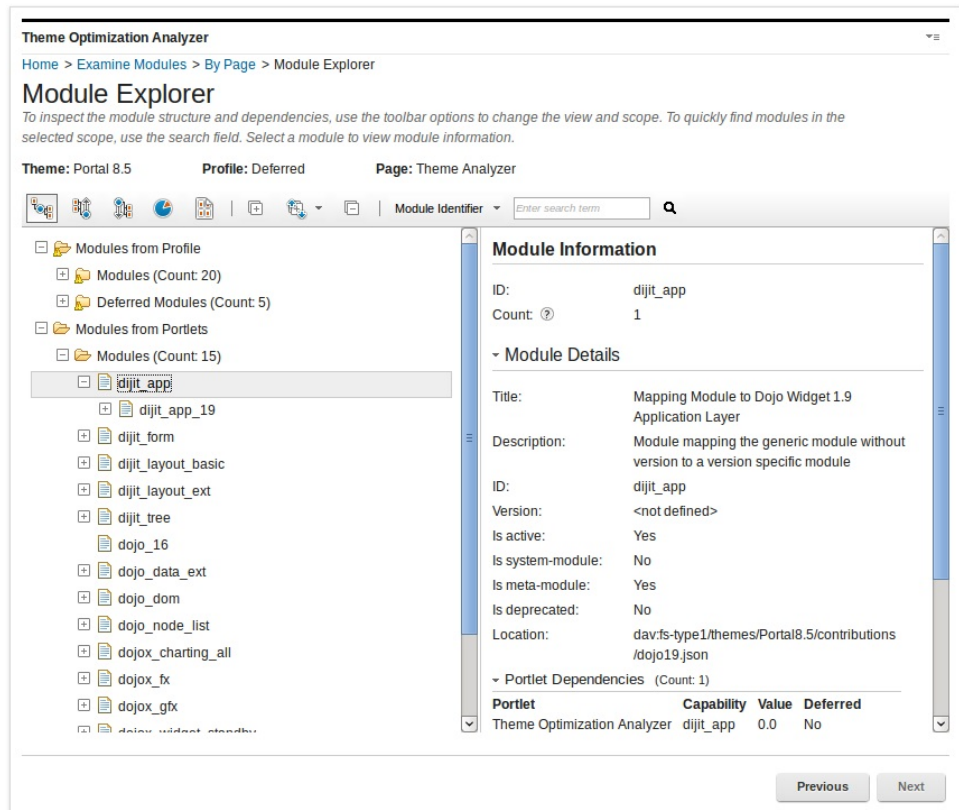 Theme Optimization Analyzer
Home > Examine Modules > By Page > Module Explorer
Module Explorer
To inspect the module structure and dependencies, use the toolbar options to change the view and scope. To quickly find modules in the
selected scope, use the search field. Select a module to view module information.
Theme: Portal 8.5 Profile: Deferred Page: Theme Analyzer
Module Identifier Enter search term
Modules from Profile
Modules (Count: 20)
Deferred Modules (Count: 5)
Modules from Portlets
Modules (Count: 15)
dijit_app
dijit_app_19
dijit_form
dijit_layout_basic
dijit_layout_ext
dijit_tree
dojo_16
dojo_data_ext
dojo_dom
dojo_node_list
dojox_charting_all
dojox_fx
dojox_gfx
dojox_widget_standby
Module Information
ID: dijit_app
Count: ? 1
Module Details
Title: Mapping Module to Dojo Widget 1.9
Application Layer
Description: Module mapping the generic module without
version to a version specific module
ID: dijit_app
Version: <not defined>
Is active: Yes
Is system-module: No
Is meta-module: Yes
Is deprecated: No
Location: dav:fs-type1/themes/Portal8.5/contributions
/dojo19.json
Portlet Dependencies (Count: 1)
Portlet Capability Value Deferred
Theme Optimization Analyzer dijit_app 0.0 No
Previous Next